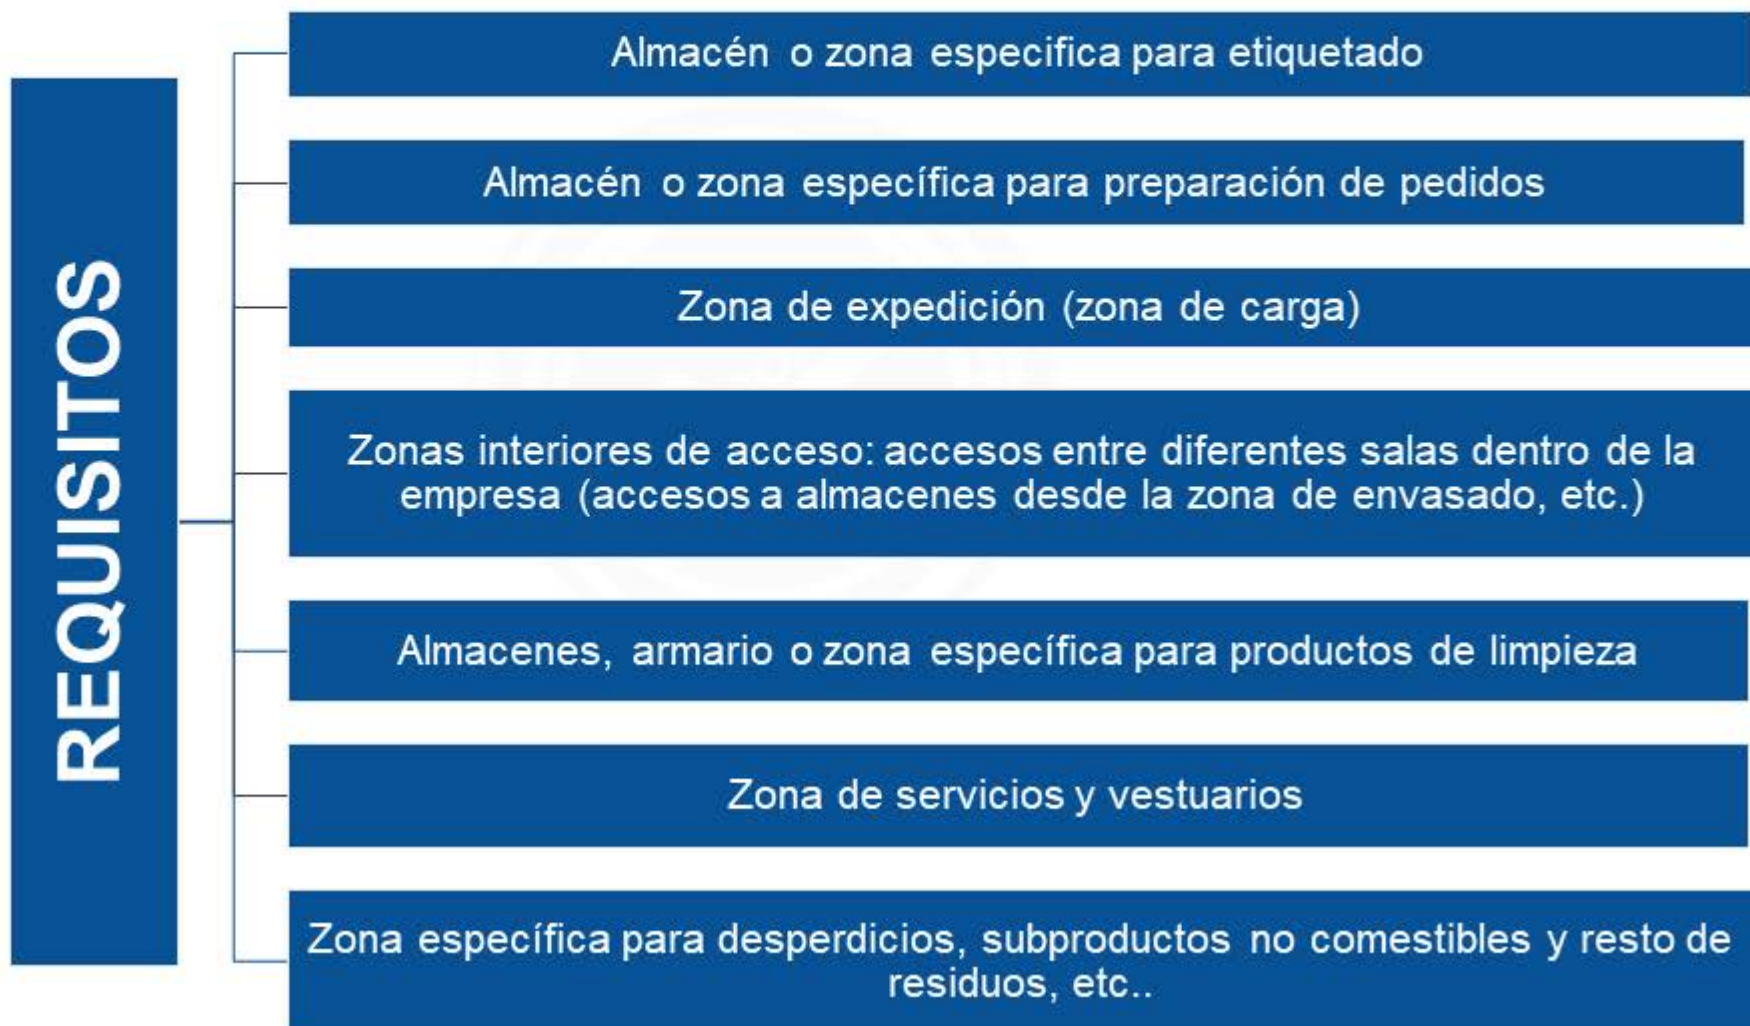 REQUISITOS
Almacén o zona especifica para etiquetado
Almacén o zona específica para preparación de pedidos
Zona de expedición (zona de carga)
Zonas interiores de acceso: accesos entre diferentes salas dentro de la
empresa (accesos a almacenes desde la zona de envasado, etc.)
Almacenes, armario o zona específica para productos de limpieza
Zona de servicios y vestuarios
Zona específica para desperdicios, subproductos no comestibles y resto de
residuos, etc..